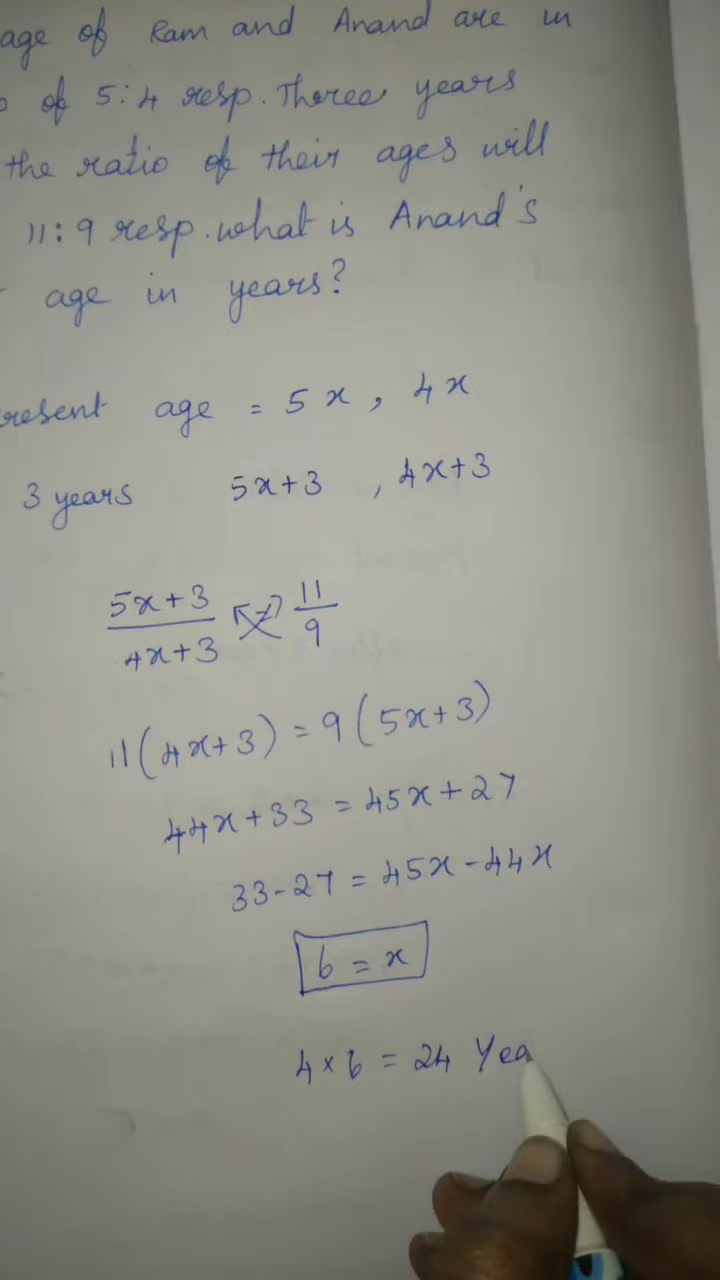 age of Ram and Anand are in
of 5:4 resp. Three years
the ratio of their ages will
11:9 resp. what is Anand's
age in years?
resent age = 5x, 4x
3 years 5x+3, 4x+3
5x+3/4x+3 = 11/9
11(4x+3) = 9(5x+3)
44x+33 = 45x+27
33-27 = 45x-44x
6 = x
4×6 = 24 Yea